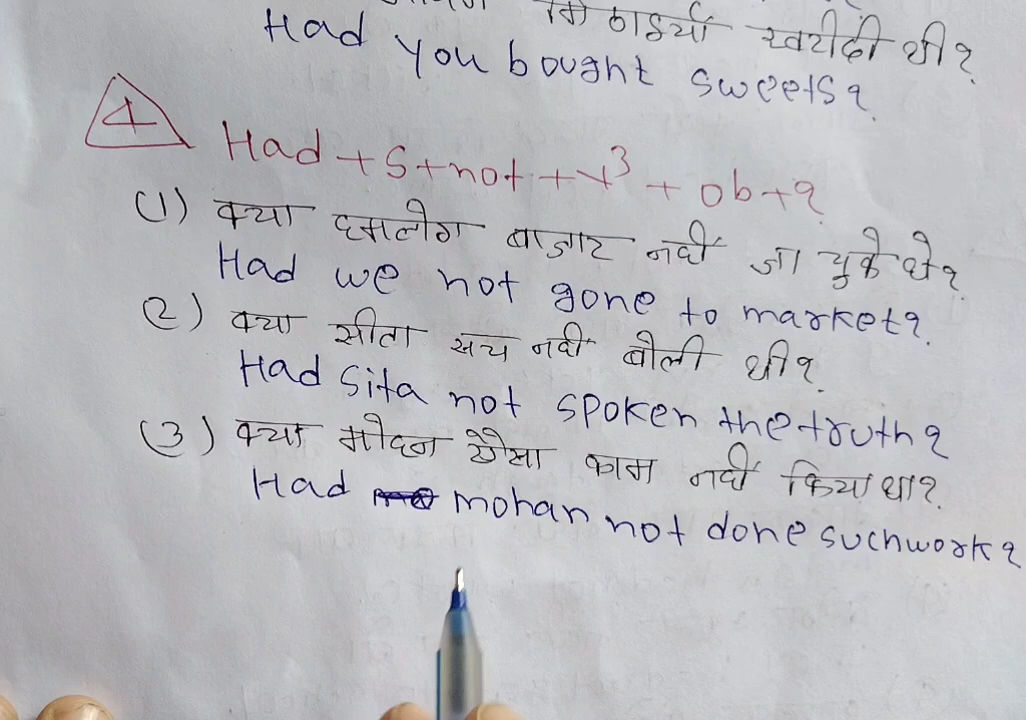 मिठाइयाँ खरीदी थी?
Had you bought sweets?
4
Had + S + not + V3 + ob + ?
(1) क्या हमलोग बाजार नहीं जा चुके थे?
Had we not gone to market?
(2) क्या सीता सच नहीं बोली थी?
Had Sita not spoken the truth?
(3) क्या मोहन ऐसा काम नहीं किया था?
Had mohan not done such work?